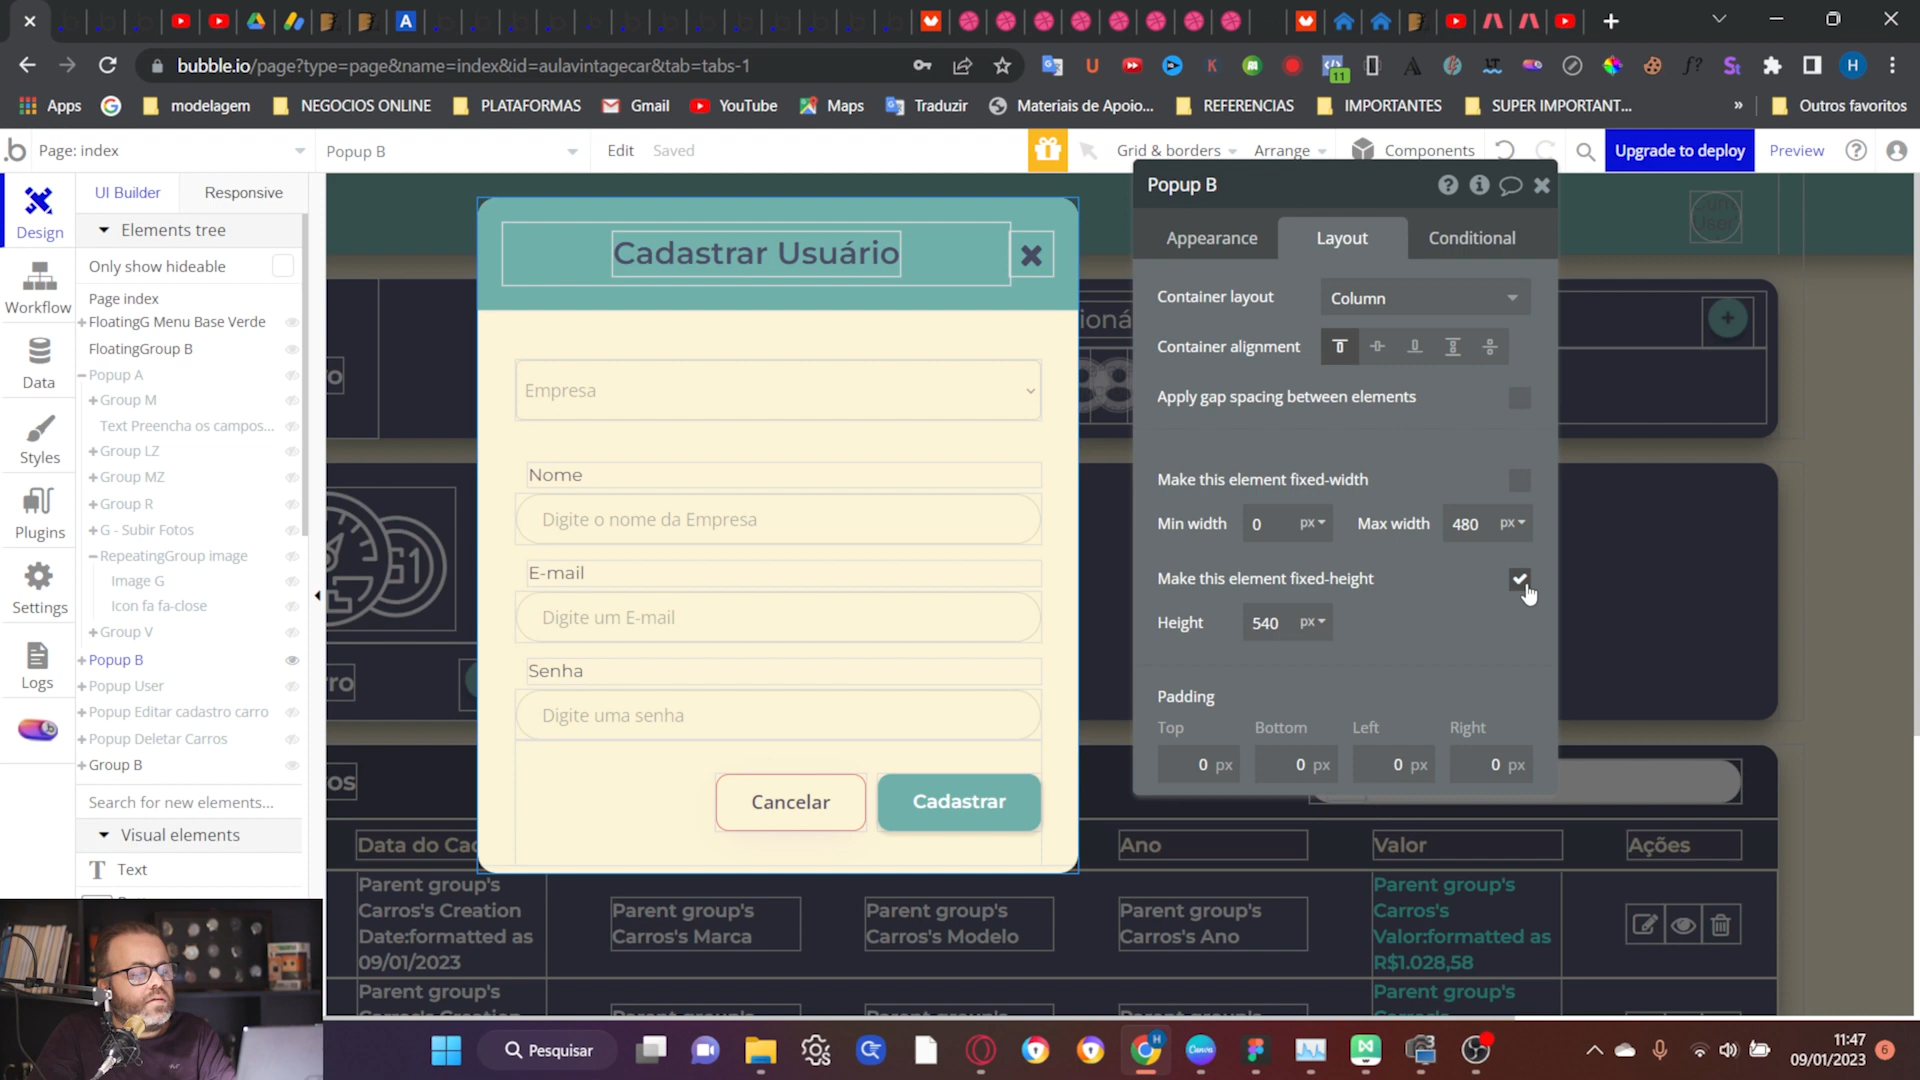 bubble.io/page?type=page&name=index&id=aulavintagecar&tab=tabs-1
11
H
Apps
modelagem
NEGOCIOS ONLINE
PLATAFORMAS
Gmail
YouTube
Maps
Traduzir
Materiais de Apoio...
REFERENCIAS
IMPORTANTES
SUPER IMPORTANT...
»
Outros favoritos
Page: index
Popup B
Edit
Saved
Grid & borders
Arrange
Components
Upgrade to deploy
Preview
UI Builder
Responsive
Design
Workflow
Data
Styles
Plugins
Settings
Logs
Elements tree
Only show hideable
Page index
FloatingG Menu Base Verde
FloatingGroup B
Popup A
Group M
Text Preencha os campos...
Group LZ
Group MZ
Group R
G - Subir Fotos
RepeatingGroup image
Image G
Icon fa fa-close
Group V
Popup B
Popup User
Popup Editar cadastro carro
Popup Deletar Carros
Group B
Search for new elements...
Visual elements
Text
Cadastrar Usuário
Empresa
Nome
Digite o nome da Empresa
E-mail
Digite um E-mail
Senha
Digite uma senha
Cancelar
Cadastrar
Popup B
Appearance
Layout
Conditional
Container layout
Column
Container alignment
Apply gap spacing between elements
Make this element fixed-width
Min width 0 px
Max width 480 px
Make this element fixed-height
Height 540 px
Padding
Top
Bottom
Left
Right
0 px
0 px
0 px
0 px
Data do Cad
Ano
Valor
Ações
Parent group's
Carros's Creation
Date:formatted as
09/01/2023
Parent group's
Carros's Marca
Parent group's
Carros's Modelo
Parent group's
Carros's Ano
Parent group's
Carros's
Valor:formatted as
R$1.028,58
Parent group's
Parent group's
Pesquisar
11:47
09/01/2023
6